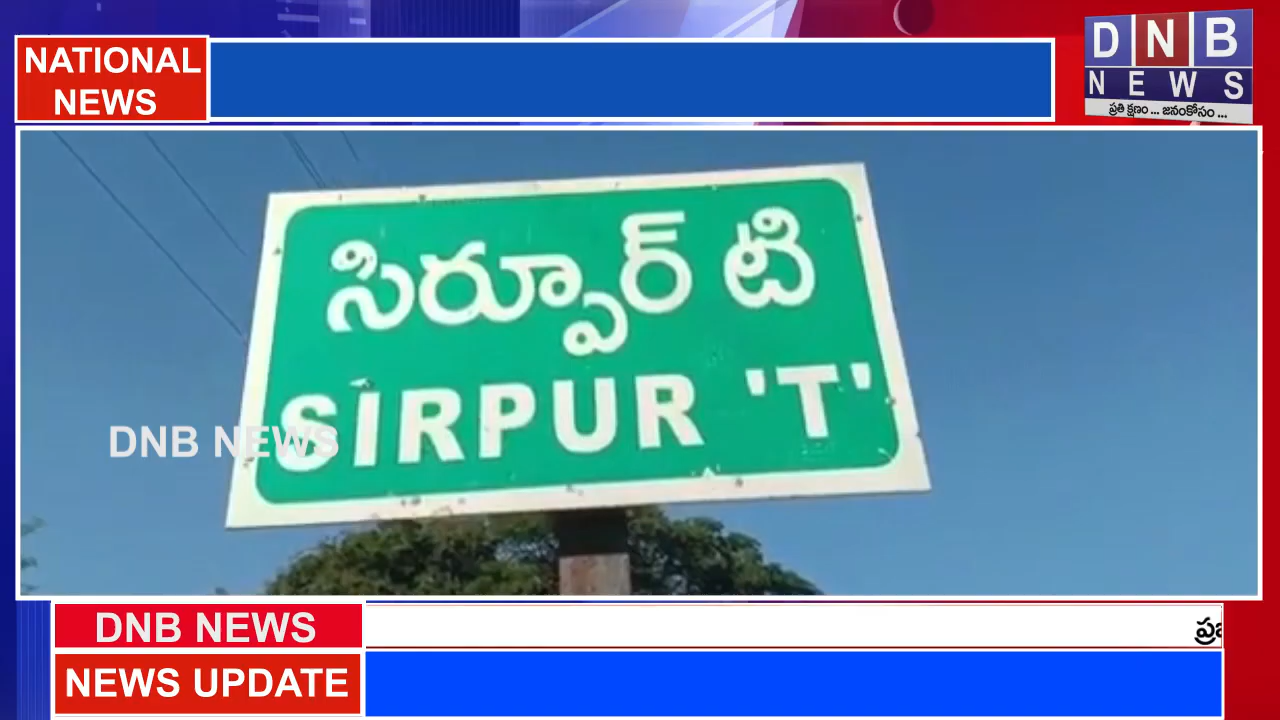 NATIONAL
NEWS
DNB
NEWS
ప్రతి క్షణం ... జనంకోసం ...
సిర్పూర్ టి
SIRPUR 'T'
DNB NEWS
DNB NEWS
NEWS UPDATE